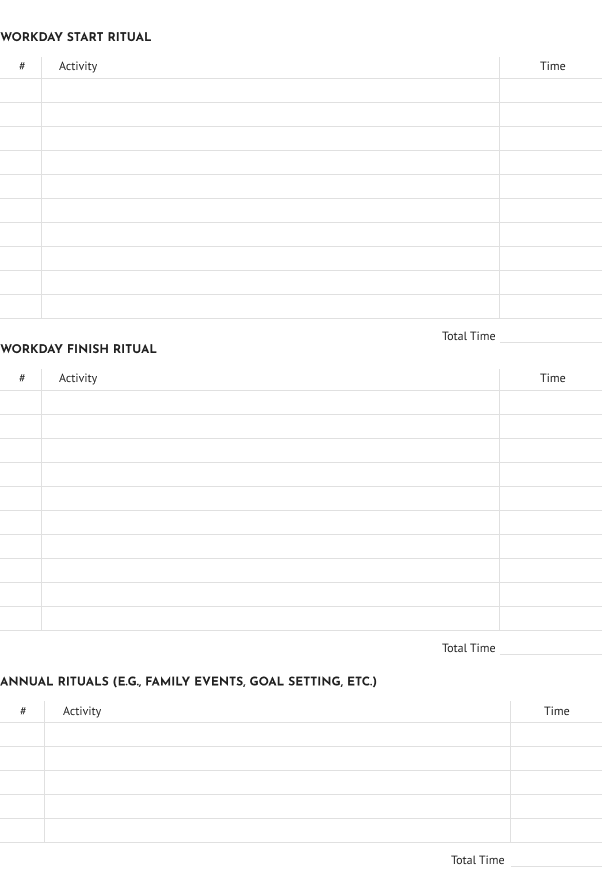 WORKDAY START RITUAL
# Activity Time
Total Time
WORKDAY FINISH RITUAL
# Activity Time
Total Time
ANNUAL RITUALS (E.G., FAMILY EVENTS, GOAL SETTING, ETC.)
# Activity Time
Total Time